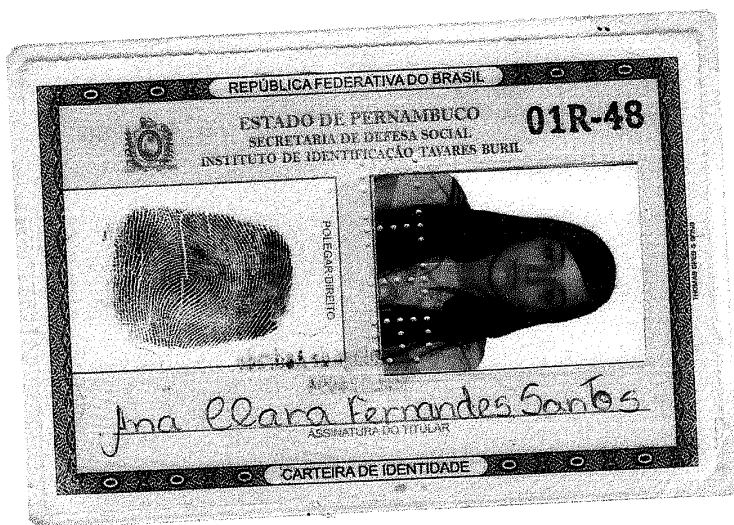 REPÚBLICA FEDERATIVA DO BRASIL
ESTADO DE PERNAMBUCO
SECRETARIA DE DEFESA SOCIAL
INSTITUTO DE IDENTIFICAÇÃO TAVARES BURIL
01R-48
POLEGAR DIREITO
Ana Clara Fernandes Santos
ASSINATURA DO TITULAR
CARTEIRA DE IDENTIDADE